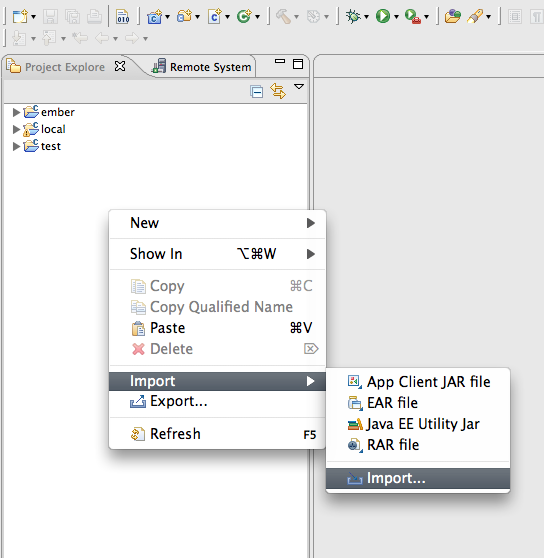 010
Project Explore
Remote System
ember
local
test
New
Show In ⌥⌘W
Copy ⌘C
Copy Qualified Name
Paste ⌘V
Delete ⌦
Import
Export...
Refresh F5
App Client JAR file
EAR file
Java EE Utility Jar
RAR file
Import...